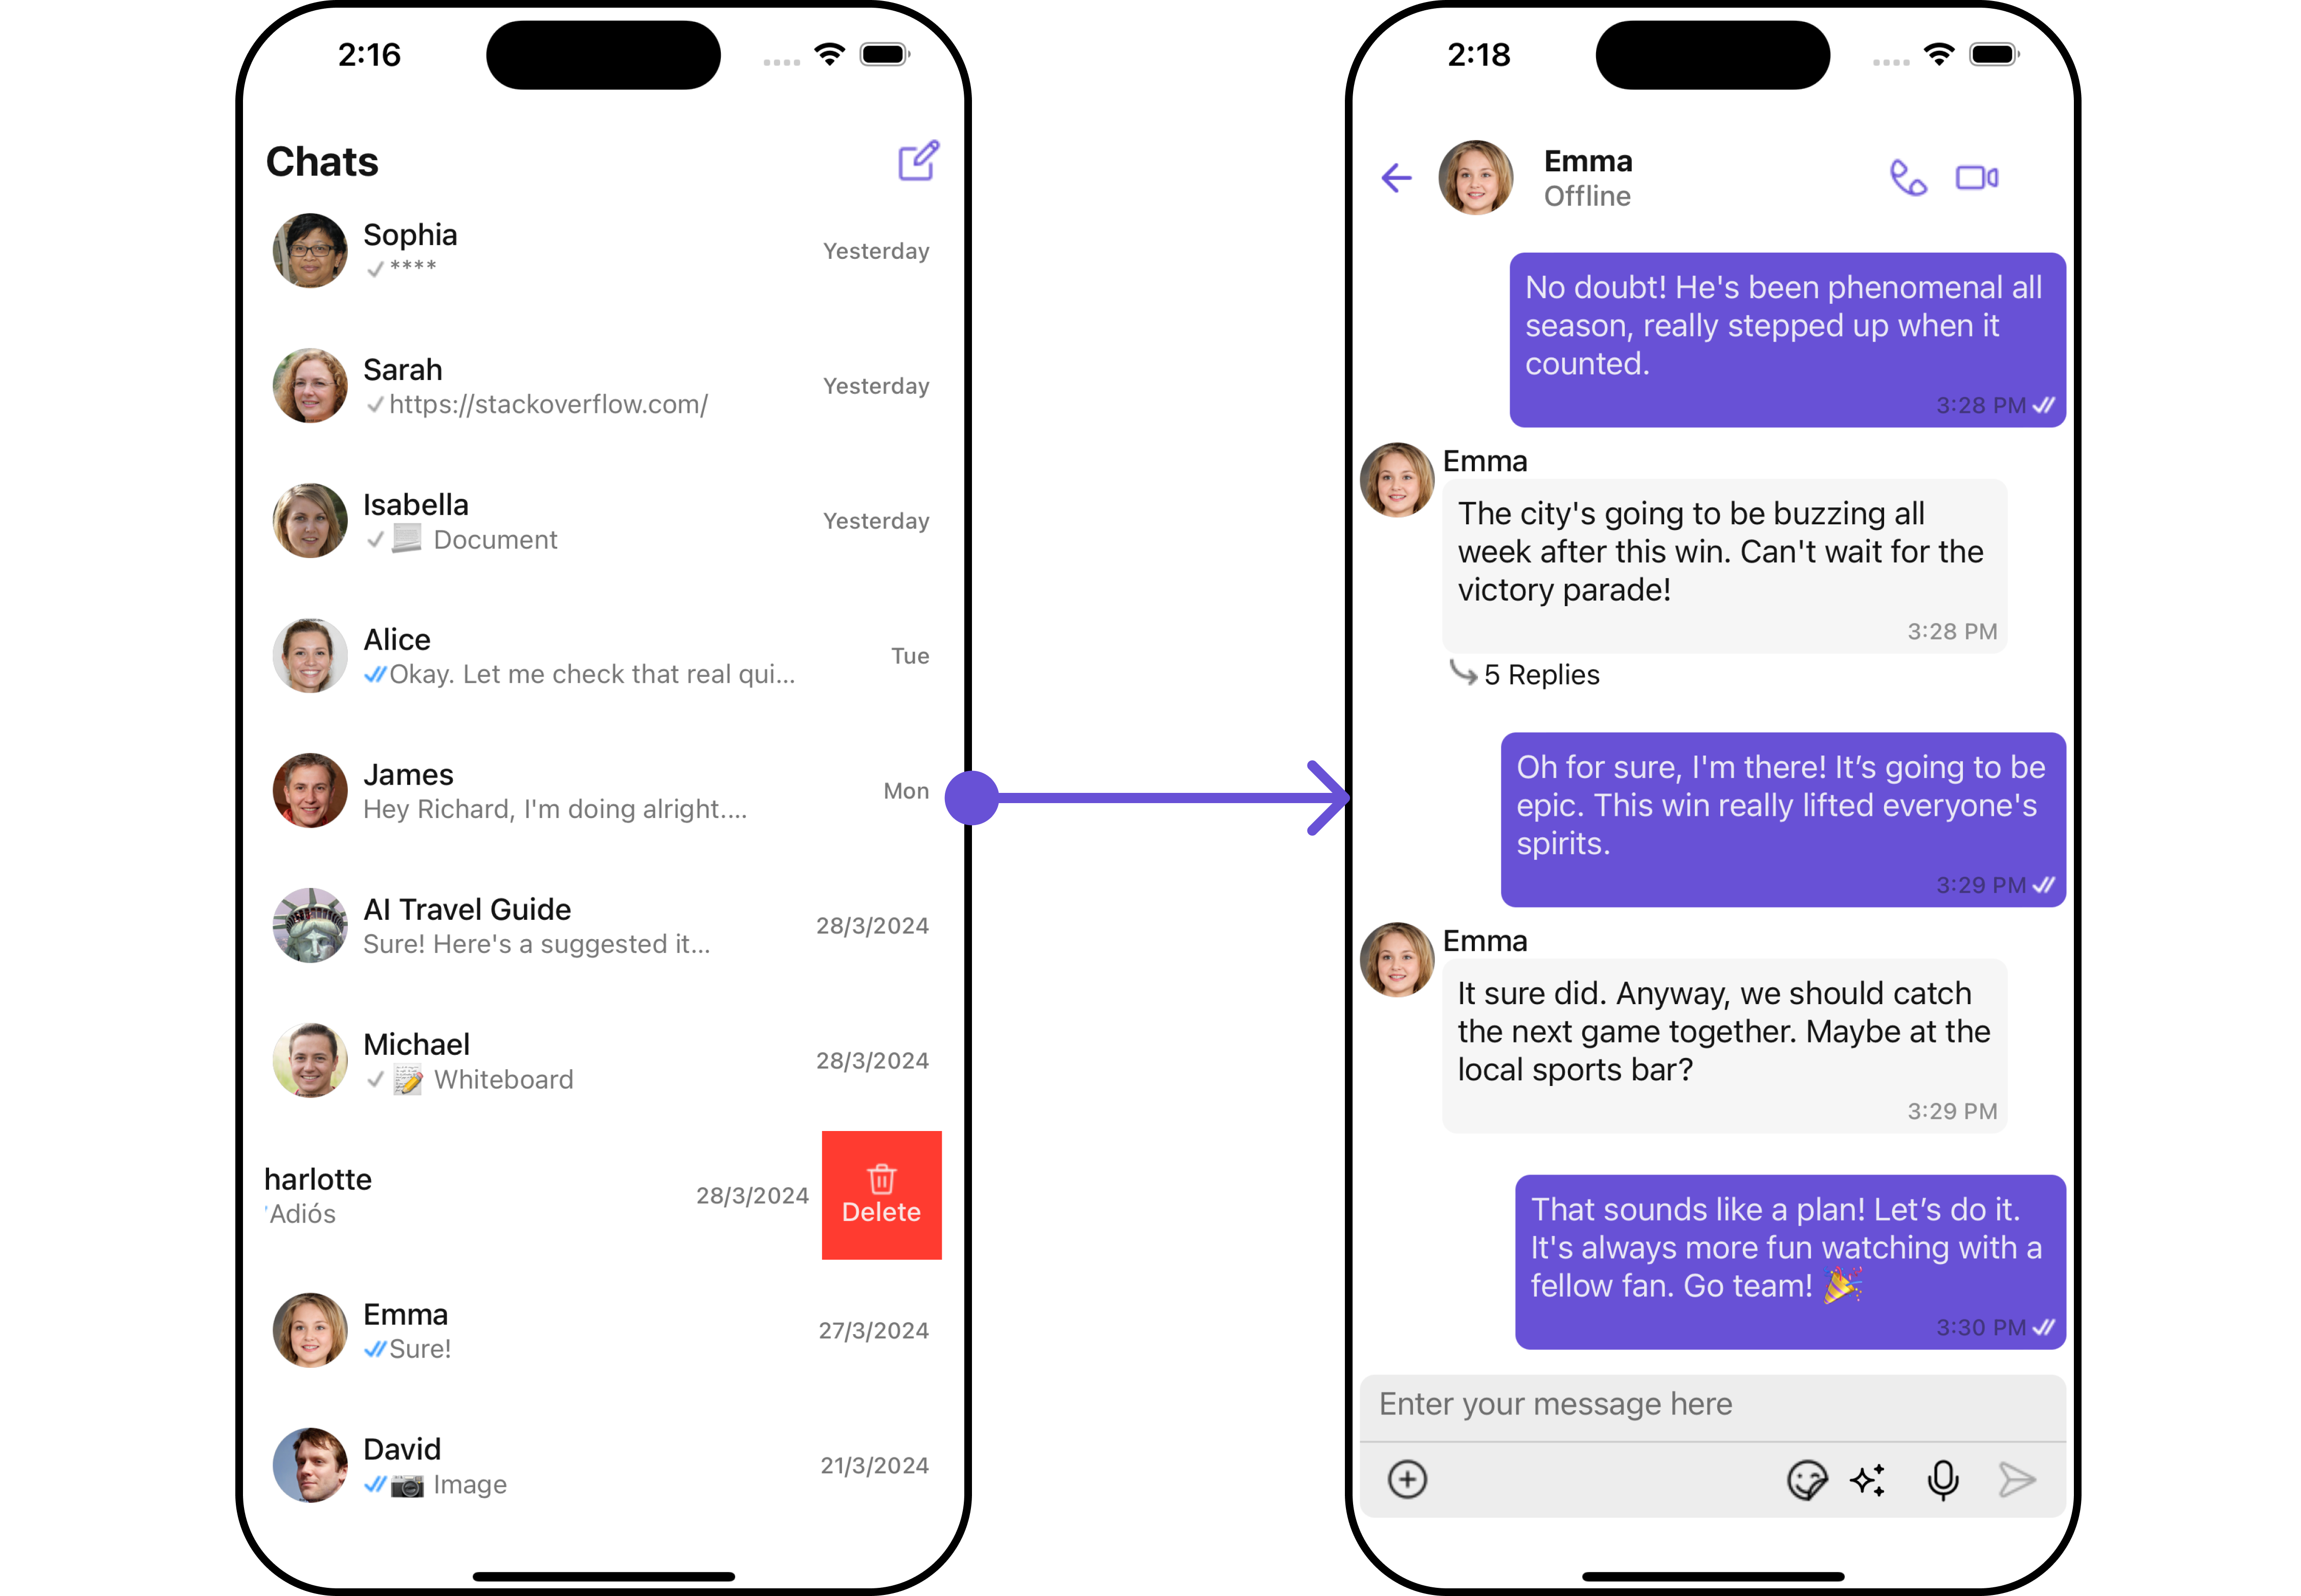 2:16
Chats
Sophia
****
Yesterday
Sarah
https://stackoverflow.com/
Yesterday
Isabella
Document
Yesterday
Alice
Okay. Let me check that real qui...
Tue
James
Hey Richard, I'm doing alright....
Mon
AI Travel Guide
Sure! Here's a suggested it...
28/3/2024
Michael
Whiteboard
28/3/2024
harlotte
Adiós
28/3/2024
Delete
Emma
Sure!
27/3/2024
David
Image
21/3/2024
2:18
Emma
Offline
No doubt! He's been phenomenal all
season, really stepped up when it
counted.
3:28 PM
Emma
The city's going to be buzzing all
week after this win. Can't wait for the
victory parade!
3:28 PM
5 Replies
Oh for sure, I'm there! It’s going to be
epic. This win really lifted everyone's
spirits.
3:29 PM
Emma
It sure did. Anyway, we should catch
the next game together. Maybe at the
local sports bar?
3:29 PM
That sounds like a plan! Let’s do it.
It's always more fun watching with a
fellow fan. Go team! 🎉
3:30 PM
Enter your message here